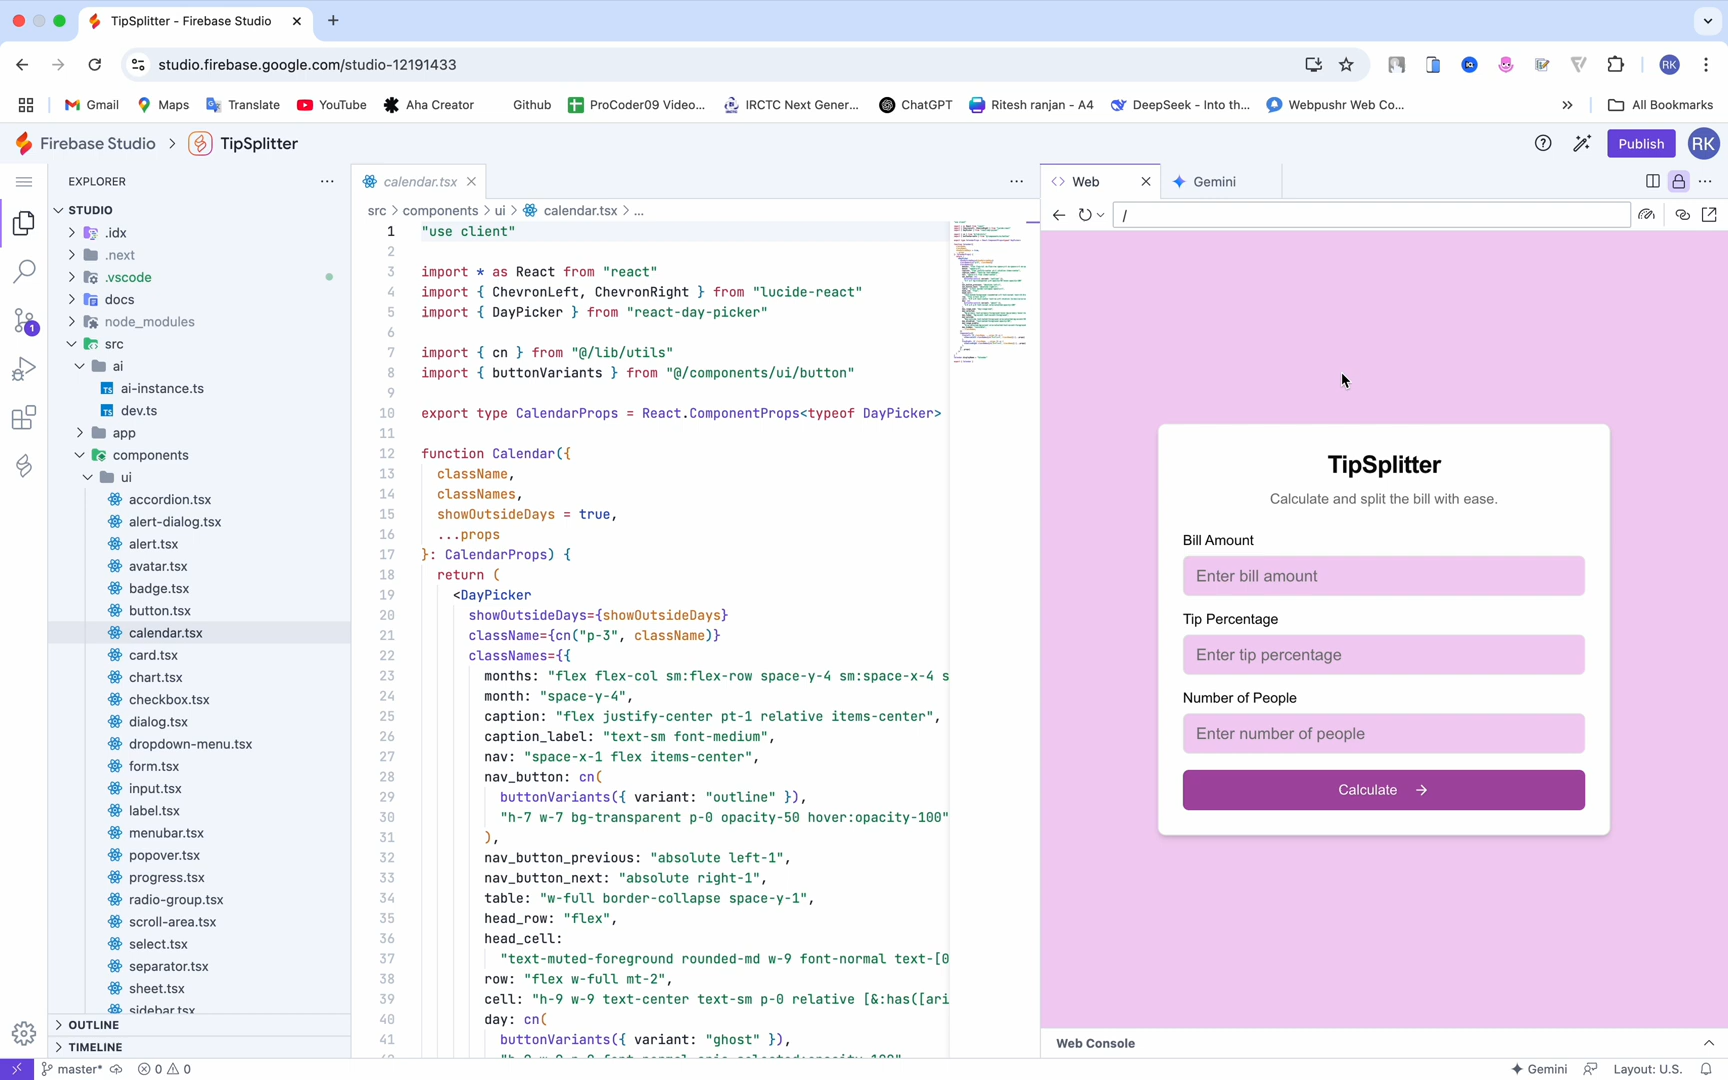 TipSplitter - Firebase Studio
studio.firebase.google.com/studio-12191433
RK
Gmail
Maps
Translate
YouTube
Aha Creator
Github
ProCoder09 Video...
IRCTC Next Gener...
ChatGPT
Ritesh ranjan - A4
DeepSeek - Into th...
Webpushr Web Co...
All Bookmarks
Firebase Studio
TipSplitter
Publish
RK
EXPLORER
STUDIO
.idx
.next
.vscode
docs
node_modules
src
ai
ai-instance.ts
dev.ts
app
components
ui
accordion.tsx
alert-dialog.tsx
alert.tsx
avatar.tsx
badge.tsx
button.tsx
calendar.tsx
card.tsx
chart.tsx
checkbox.tsx
dialog.tsx
dropdown-menu.tsx
form.tsx
input.tsx
label.tsx
menubar.tsx
popover.tsx
progress.tsx
radio-group.tsx
scroll-area.tsx
select.tsx
separator.tsx
sheet.tsx
sidebar.tsx
OUTLINE
TIMELINE
1
calendar.tsx
src > components > ui > calendar.tsx > ...
1 "use client"
2
3 import * as React from "react"
4 import { ChevronLeft, ChevronRight } from "lucide-react"
5 import { DayPicker } from "react-day-picker"
6
7 import { cn } from "@/lib/utils"
8 import { buttonVariants } from "@/components/ui/button"
9
10 export type CalendarProps = React.ComponentProps<typeof DayPicker>
11
12 function Calendar({
13 className,
14 classNames,
15 showOutsideDays = true,
16 ...props
17 }: CalendarProps) {
18 return (
19 <DayPicker
20 showOutsideDays={showOutsideDays}
21 className={cn("p-3", className)}
22 classNames={{
23 months: "flex flex-col sm:flex-row space-y-4 sm:space-x-4 s
24 month: "space-y-4",
25 caption: "flex justify-center pt-1 relative items-center",
26 caption_label: "text-sm font-medium",
27 nav: "space-x-1 flex items-center",
28 nav_button: cn(
29 buttonVariants({ variant: "outline" }),
30 "h-7 w-7 bg-transparent p-0 opacity-50 hover:opacity-100"
31 ),
32 nav_button_previous: "absolute left-1",
33 nav_button_next: "absolute right-1",
34 table: "w-full border-collapse space-y-1",
35 head_row: "flex",
36 head_cell:
37 "text-muted-foreground rounded-md w-9 font-normal text-[0
38 row: "flex w-full mt-2",
39 cell: "h-9 w-9 text-center text-sm p-0 relative [&:has([ari
40 day: cn(
41 buttonVariants({ variant: "ghost" }),
Web
Gemini
/
TipSplitter
Calculate and split the bill with ease.
Bill Amount
Enter bill amount
Tip Percentage
Enter tip percentage
Number of People
Enter number of people
Calculate →
Web Console
master*
0
0
Gemini
Layout: U.S.